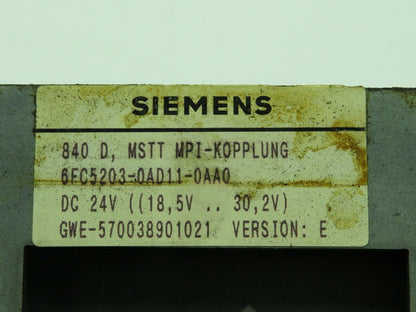 SIEMENS
840 D, MSTT MPI-KOPPLUNG
6FC5203-0AD11-0AA0
DC 24V ((18,5V .. 30,2V)
GWE-570038901021 VERSION: E